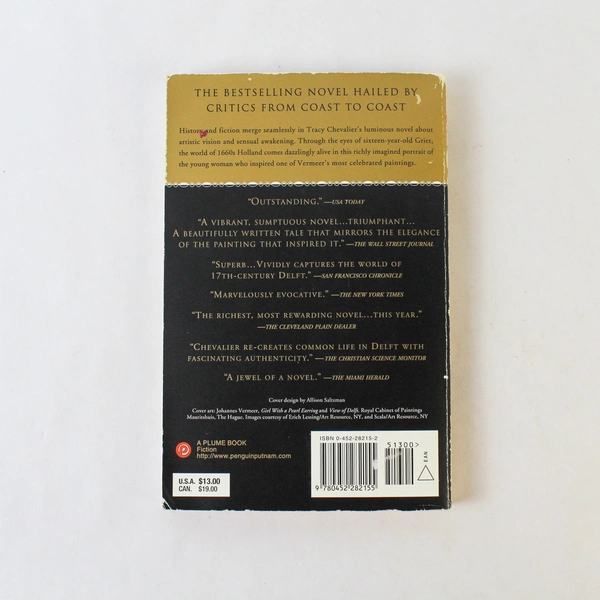 THE BESTSELLING NOVEL HAILED BY
CRITICS FROM COAST TO COAST
History and fiction merge seamlessly in Tracy Chevalier's luminous novel about
artistic vision and sensual awakening. Through the eyes of sixteen-year-old Griet,
the world of 1660s Holland comes dazzlingly alive in this richly imagined portrait of
the young woman who inspired one of Vermeer's most celebrated paintings.
"OUTSTANDING." —USA TODAY
"A VIBRANT, SUMPTUOUS NOVEL...TRIUMPHANT...
A BEAUTIFULLY WRITTEN TALE THAT MIRRORS THE ELEGANCE
OF THE PAINTING THAT INSPIRED IT." —THE WALL STREET JOURNAL
"SUPERB...VIVIDLY CAPTURES THE WORLD OF
17TH-CENTURY DELFT." —SAN FRANCISCO CHRONICLE
"MARVELOUSLY EVOCATIVE." —THE NEW YORK TIMES
"THE RICHEST, MOST REWARDING NOVEL...THIS YEAR."
—THE CLEVELAND PLAIN DEALER
"CHEVALIER RE-CREATES COMMON LIFE IN DELFT WITH
FASCINATING AUTHENTICITY." —THE CHRISTIAN SCIENCE MONITOR
"A JEWEL OF A NOVEL." —THE MIAMI HERALD
Cover design by Allison Saltzman
Cover art: Johannes Vermeer, Girl With a Pearl Earring and View of Delft. Royal Cabinet of Paintings
Mauritshuis, The Hague. Images courtesy of Erich Lessing/Art Resource, NY, and Scala/Art Resource, NY
A PLUME BOOK
Fiction
http://www.penguinputnam.com
U.S.A. $13.00
CAN. $19.00
ISBN 0-452-28215-2
51300>
9 780452 282155
EAN